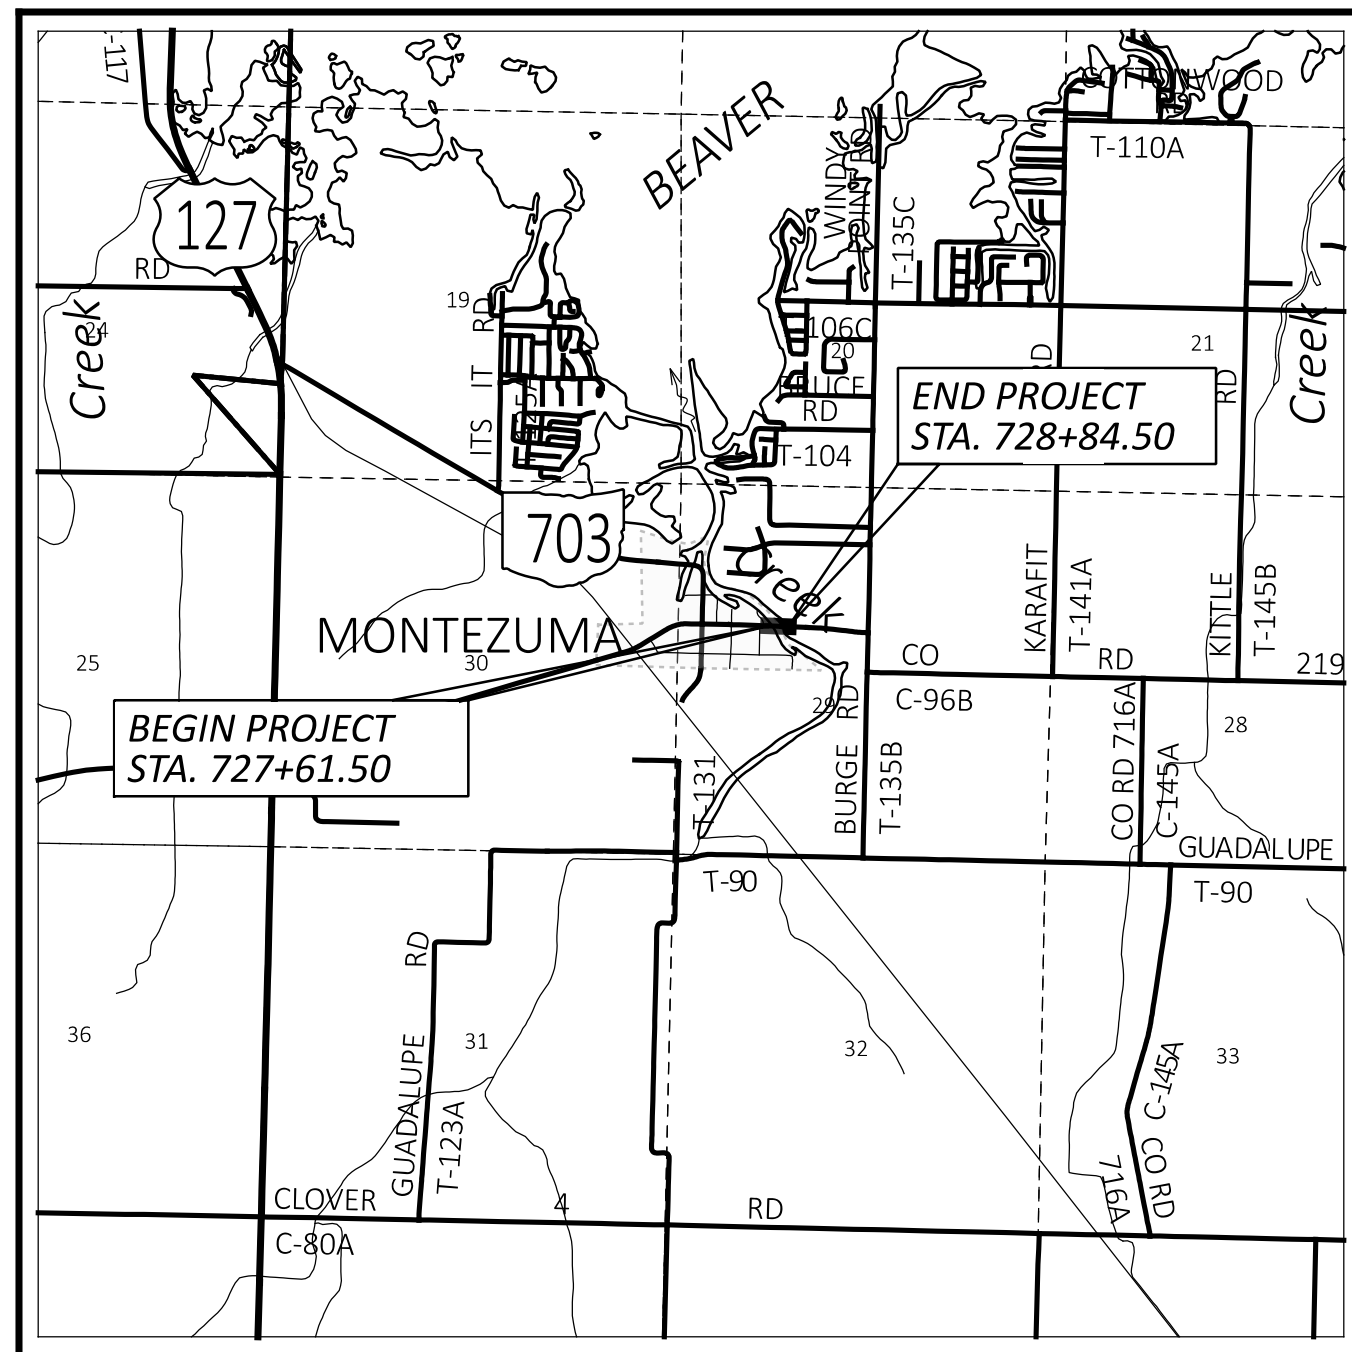 -117
COTTONWOOD
T-110A
BEAVER
WINDY
POINT RD
T-135C
127
RD
Creek
24
19
RD
IT
ITS
106C
20
BRUCE
RD
T-104
21
RD
RD
Creek
END PROJECT
STA. 728+84.50
703
Creek
MONTEZUMA
KARAFIT
T-141A
KITTLE
T-145B
25
30
29
CO
RD
219
C-96B
28
BEGIN PROJECT
STA. 727+61.50
T-131
BURGE RD
T-135B
CO RD 716A
C-145A
GUADALUPE
T-90
T-90
GUADALUPE RD
T-123A
36
31
32
33
C-145A
CO RD
716A
CLOVER
4
RD
C-80A